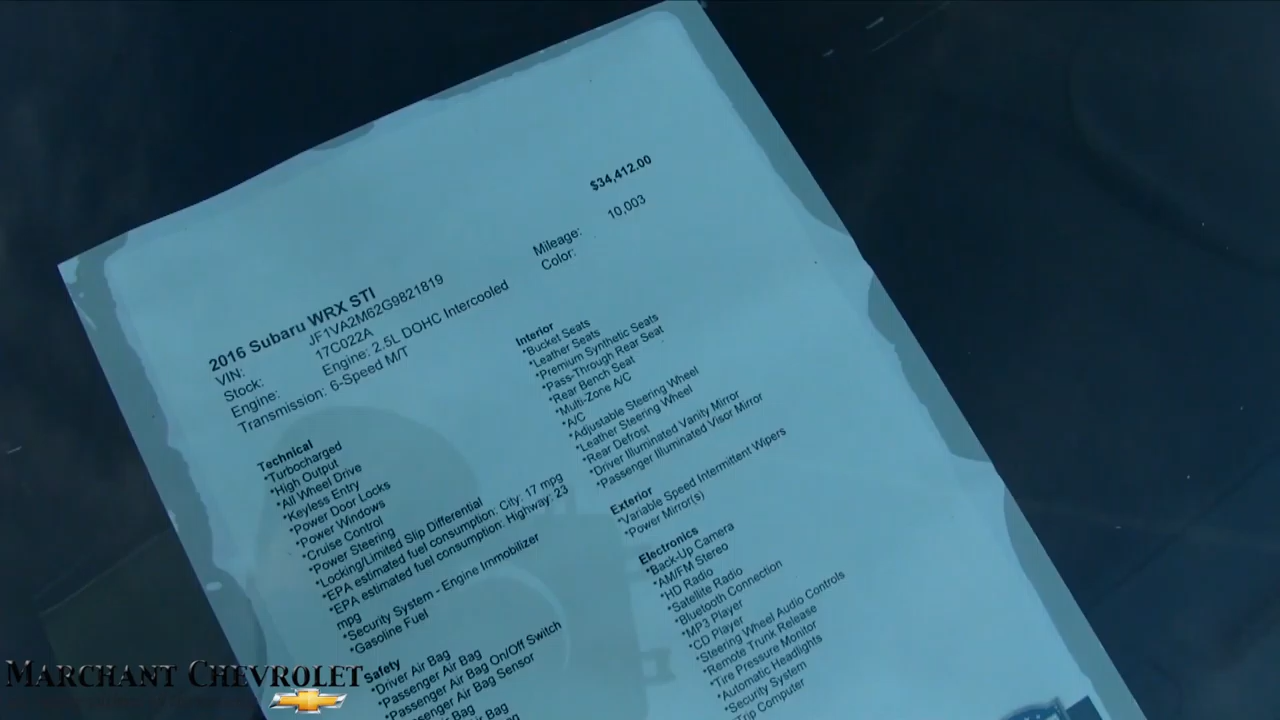 $34,412.00
2016 Subaru WRX STI
VIN: JF1VA2M62G9821819
Mileage: 10,003
Stock: 17C022A
Color:
Engine: Engine: 2.5L DOHC Intercooled
Transmission: 6-Speed M/T
Technical
*Turbocharged
*High Output
*All Wheel Drive
*Keyless Entry
*Power Door Locks
*Power Windows
*Cruise Control
*Power Steering
*Locking/Limited Slip Differential
*EPA estimated fuel consumption: City: 17 mpg
*EPA estimated fuel consumption: Highway: 23
mpg
*Security System - Engine Immobilizer
*Gasoline Fuel
Safety
*Driver Air Bag
*Passenger Air Bag
*Passenger Air Bag On/Off Switch
*Passenger Air Bag Sensor
Air Bag
Interior
*Bucket Seats
*Leather Seats
*Premium Synthetic Seats
*Pass-Through Rear Seat
*Rear Bench Seat
*Multi-Zone A/C
*A/C
*Adjustable Steering Wheel
*Leather Steering Wheel
*Rear Defrost
*Driver Illuminated Vanity Mirror
*Passenger Illuminated Visor Mirror
Exterior
*Variable Speed Intermittent Wipers
*Power Mirror(s)
Electronics
*Back-Up Camera
*AM/FM Stereo
*HD Radio
*Satellite Radio
*Bluetooth Connection
*MP3 Player
*CD Player
*Steering Wheel Audio Controls
*Remote Trunk Release
*Tire Pressure Monitor
*Automatic Headlights
*Security System
*Trip Computer
MARCHANT CHEVROLET